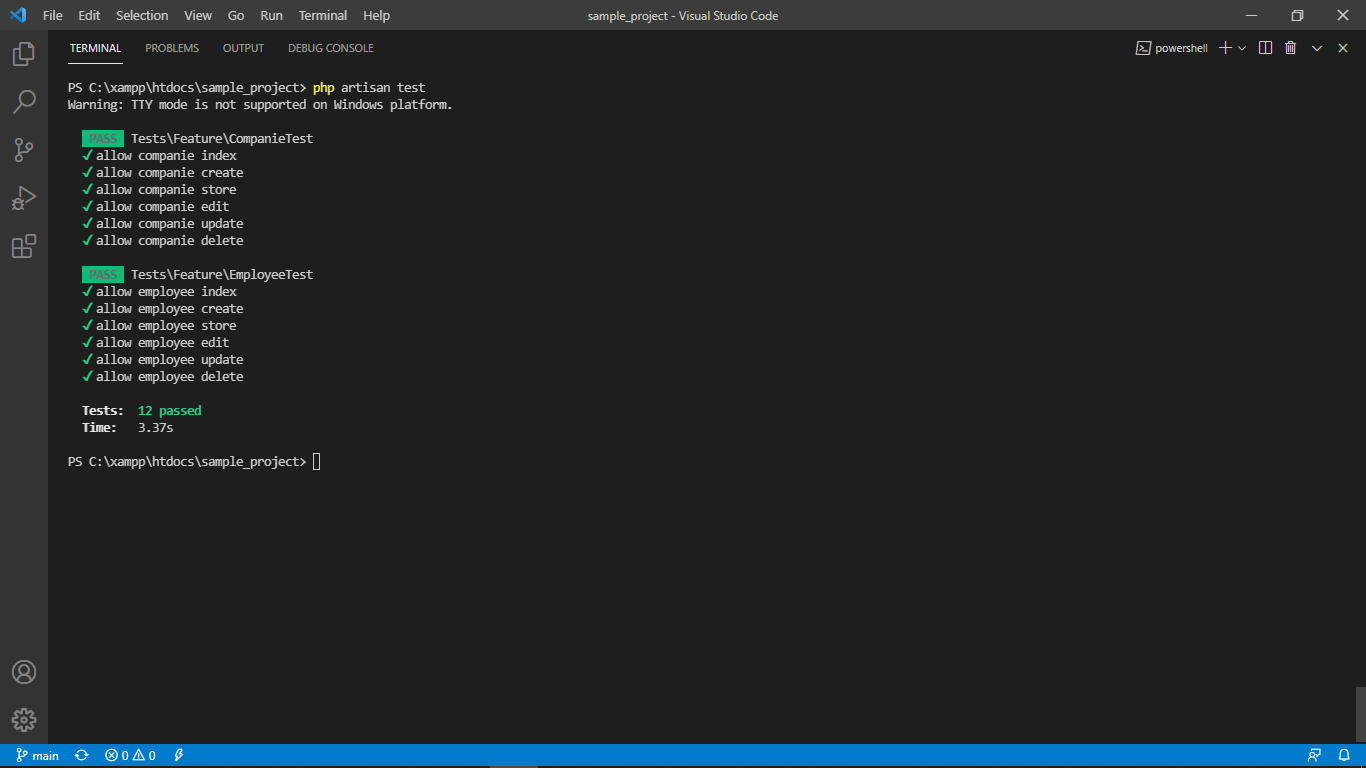 File Edit Selection View Go Run Terminal Help sample_project - Visual Studio Code
TERMINAL PROBLEMS OUTPUT DEBUG CONSOLE powershell
PS C:\xampp\htdocs\sample_project> php artisan test
Warning: TTY mode is not supported on Windows platform.
PASS Tests\Feature\CompanieTest
✓ allow companie index
✓ allow companie create
✓ allow companie store
✓ allow companie edit
✓ allow companie update
✓ allow companie delete
PASS Tests\Feature\EmployeeTest
✓ allow employee index
✓ allow employee create
✓ allow employee store
✓ allow employee edit
✓ allow employee update
✓ allow employee delete
Tests: 12 passed
Time: 3.37s
PS C:\xampp\htdocs\sample_project>
main 0 0